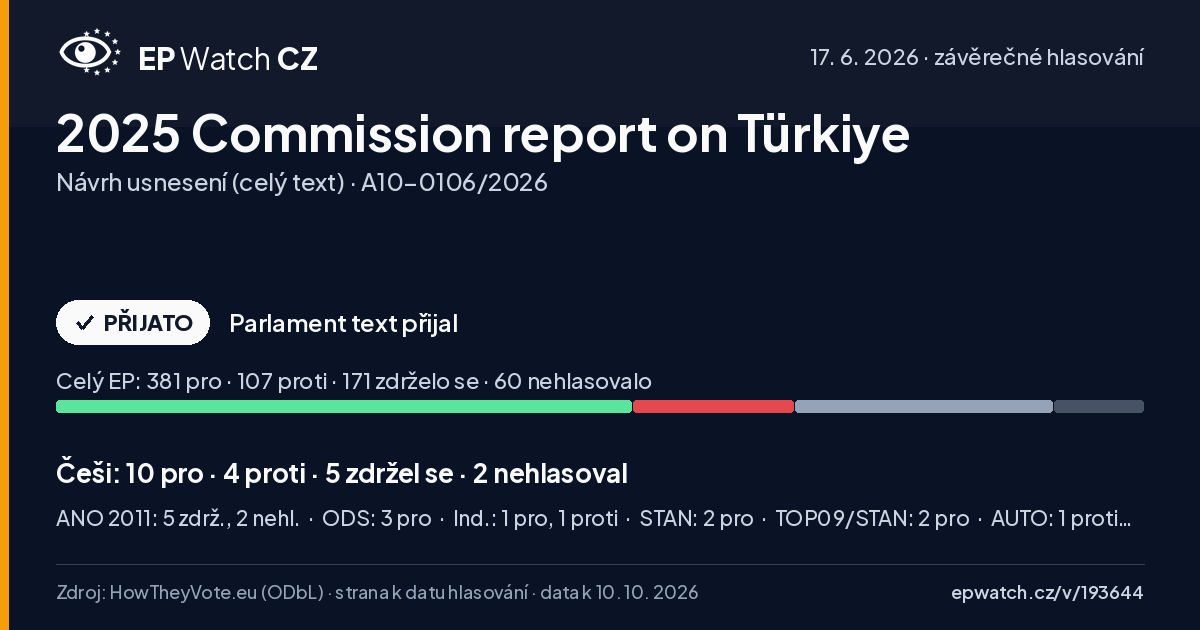 EP Watch CZ
17. 6. 2026 · závěrečné hlasování
2025 Commission report on Türkiye
Návrh usnesení (celý text) · A10–0106/2026
✓ PŘIJATO Parlament text přijal
Celý EP: 381 pro · 107 proti · 171 zdrželo se · 60 nehlasovalo
Češi: 10 pro · 4 proti · 5 zdržel se · 2 nehlasoval
ANO 2011: 5 zdrž., 2 nehl. · ODS: 3 pro · Ind.: 1 pro, 1 proti · STAN: 2 pro · TOP09/STAN: 2 pro · AUTO: 1 proti…
Zdroj: HowTheyVote.eu (ODbL) · strana k datu hlasování · data k 10. 10. 2026
epwatch.cz/v/193644